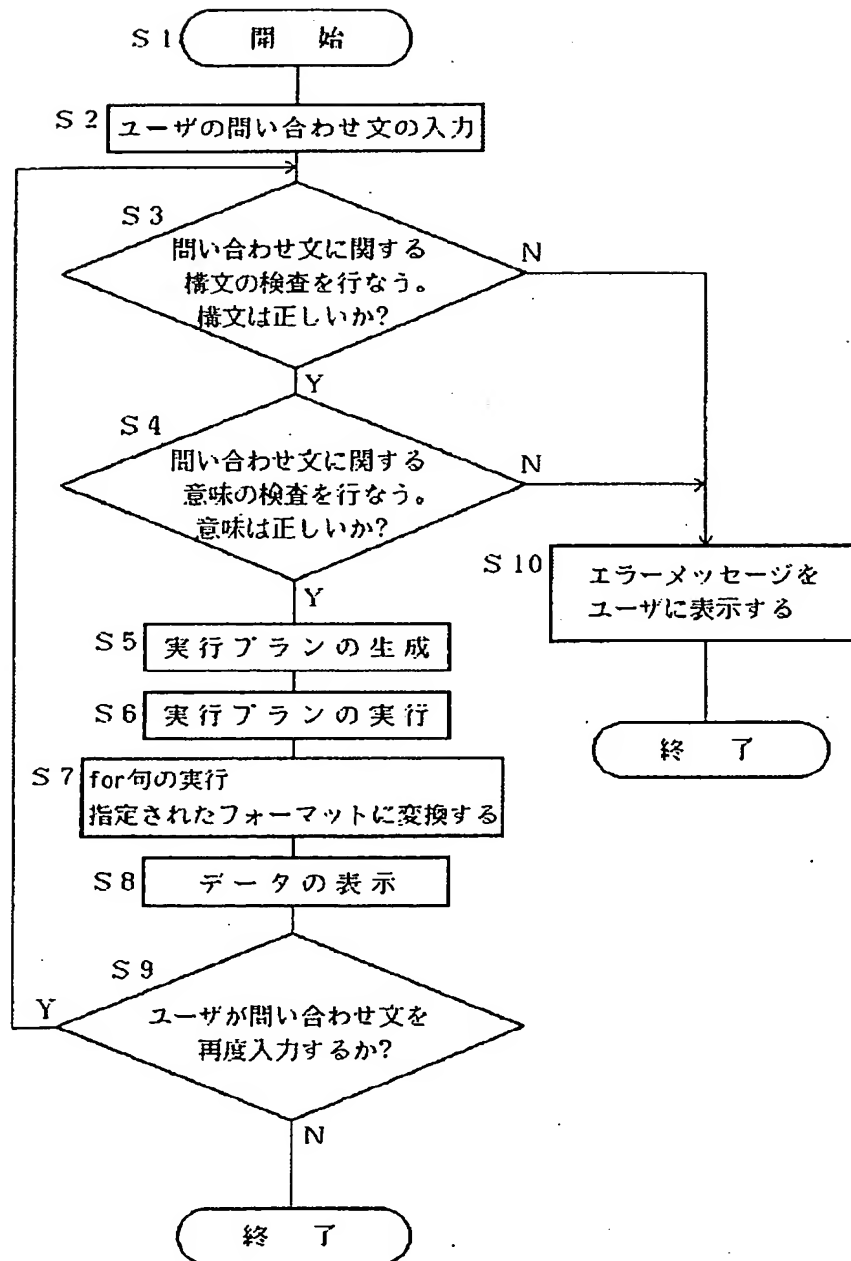 S1 開 始
S2 ユーザの問い合わせ文の入力
S3
問い合わせ文に関する
構文の検査を行なう。
構文は正しいか?
N
Y
S4
問い合わせ文に関する
意味の検査を行なう。
意味は正しいか?
N
Y
S10 エラーメッセージを
ユーザに表示する
終 了
S5 実行プランの生成
S6 実行プランの実行
S7 for句の実行
指定されたフォーマットに変換する
S8 データの表示
S9
Y
ユーザが問い合わせ文を
再度入力するか?
N
終 了